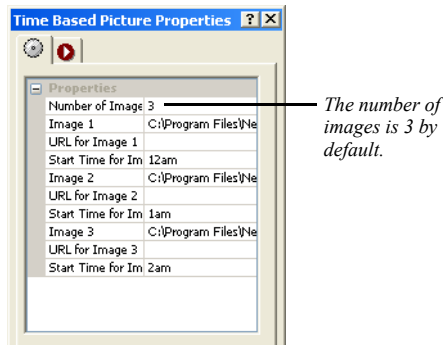 Time Based Picture Properties
Properties
Number of Image 3
Image 1 C:\Program Files\Ne
URL for Image 1
Start Time for Im 12am
Image 2 C:\Program Files\Ne
URL for Image 2
Start Time for Im 1am
Image 3 C:\Program Files\Ne
URL for Image 3
Start Time for Im 2am
The number of
images is 3 by
default.